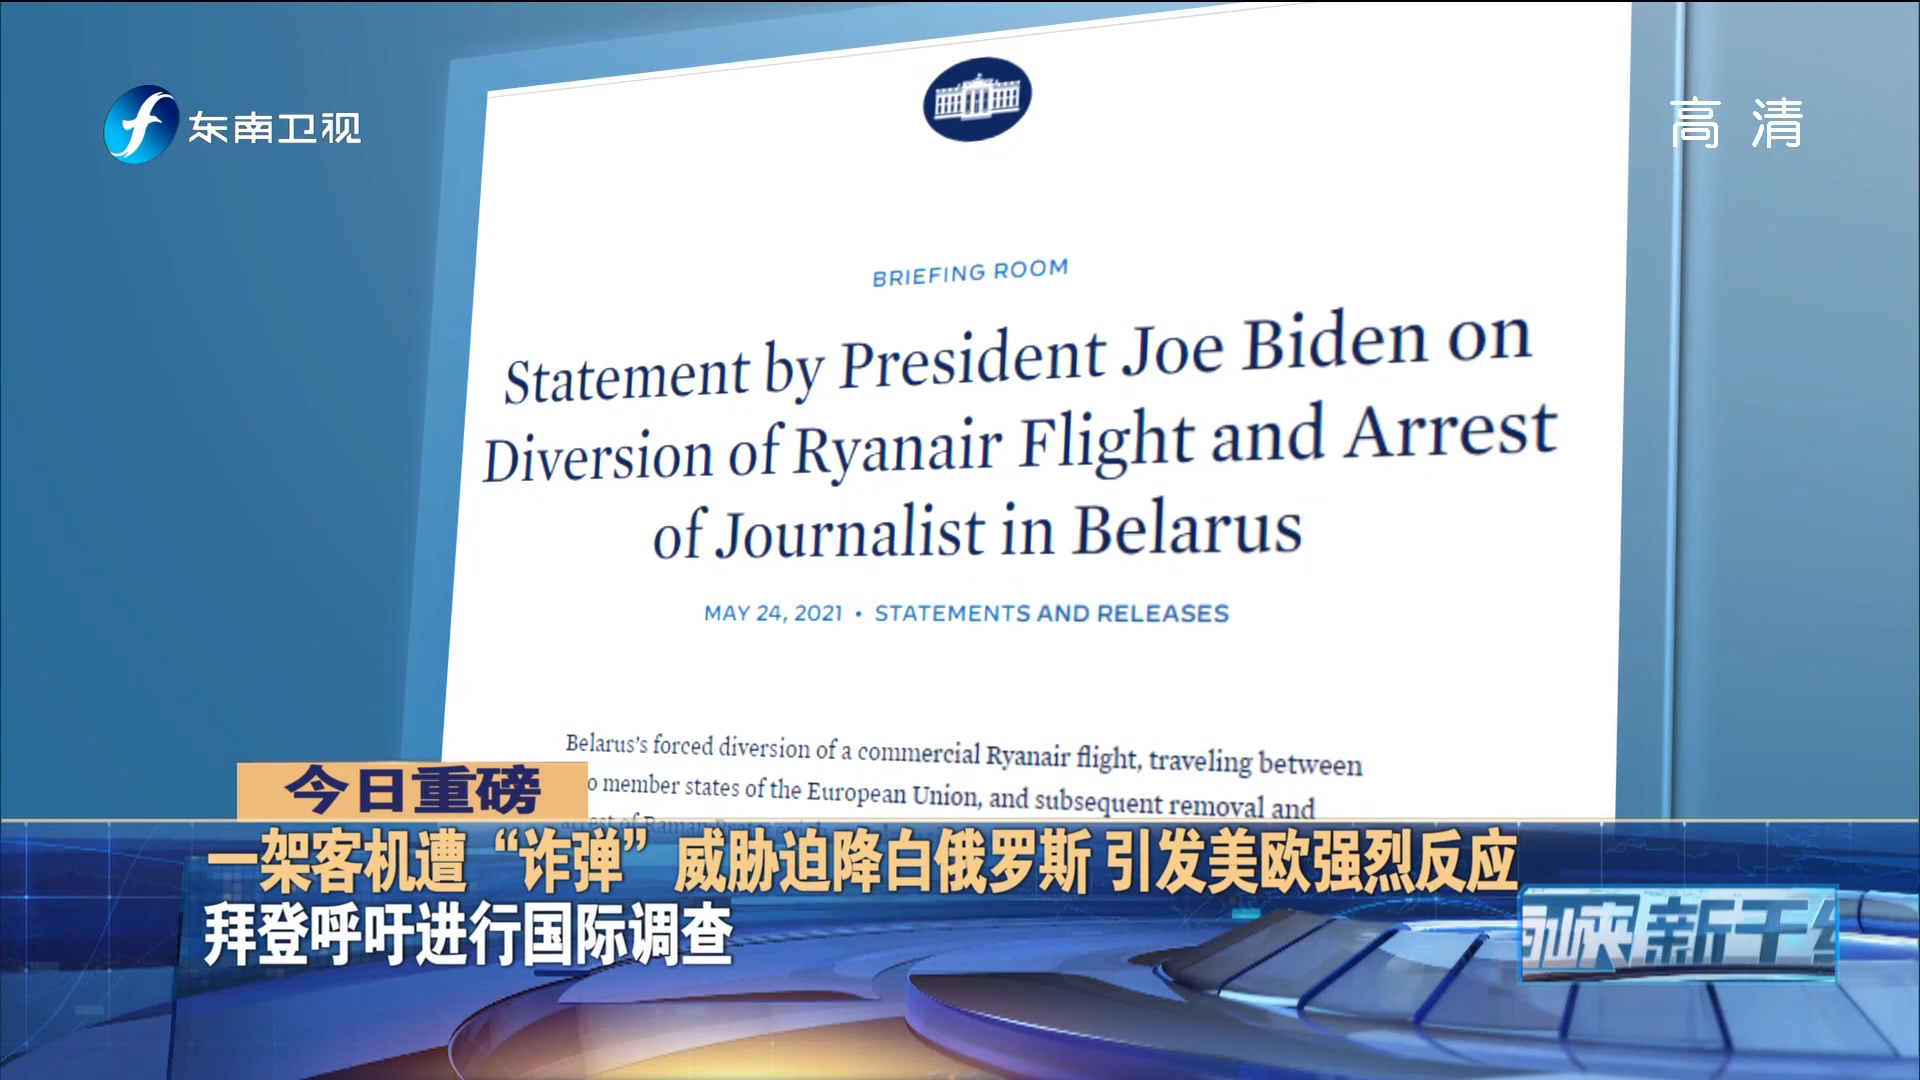 东南卫视
高清
BRIEFING ROOM
Statement by President Joe Biden on
Diversion of Ryanair Flight and Arrest
of Journalist in Belarus
MAY 24, 2021 • STATEMENTS AND RELEASES
Belarus's forced diversion of a commercial Ryanair flight, traveling between
member states of the European Union, and subsequent removal and
arrest of Raman
今日重磅
一架客机遭“诈弹”威胁迫降白俄罗斯 引发美欧强烈反应
拜登呼吁进行国际调查